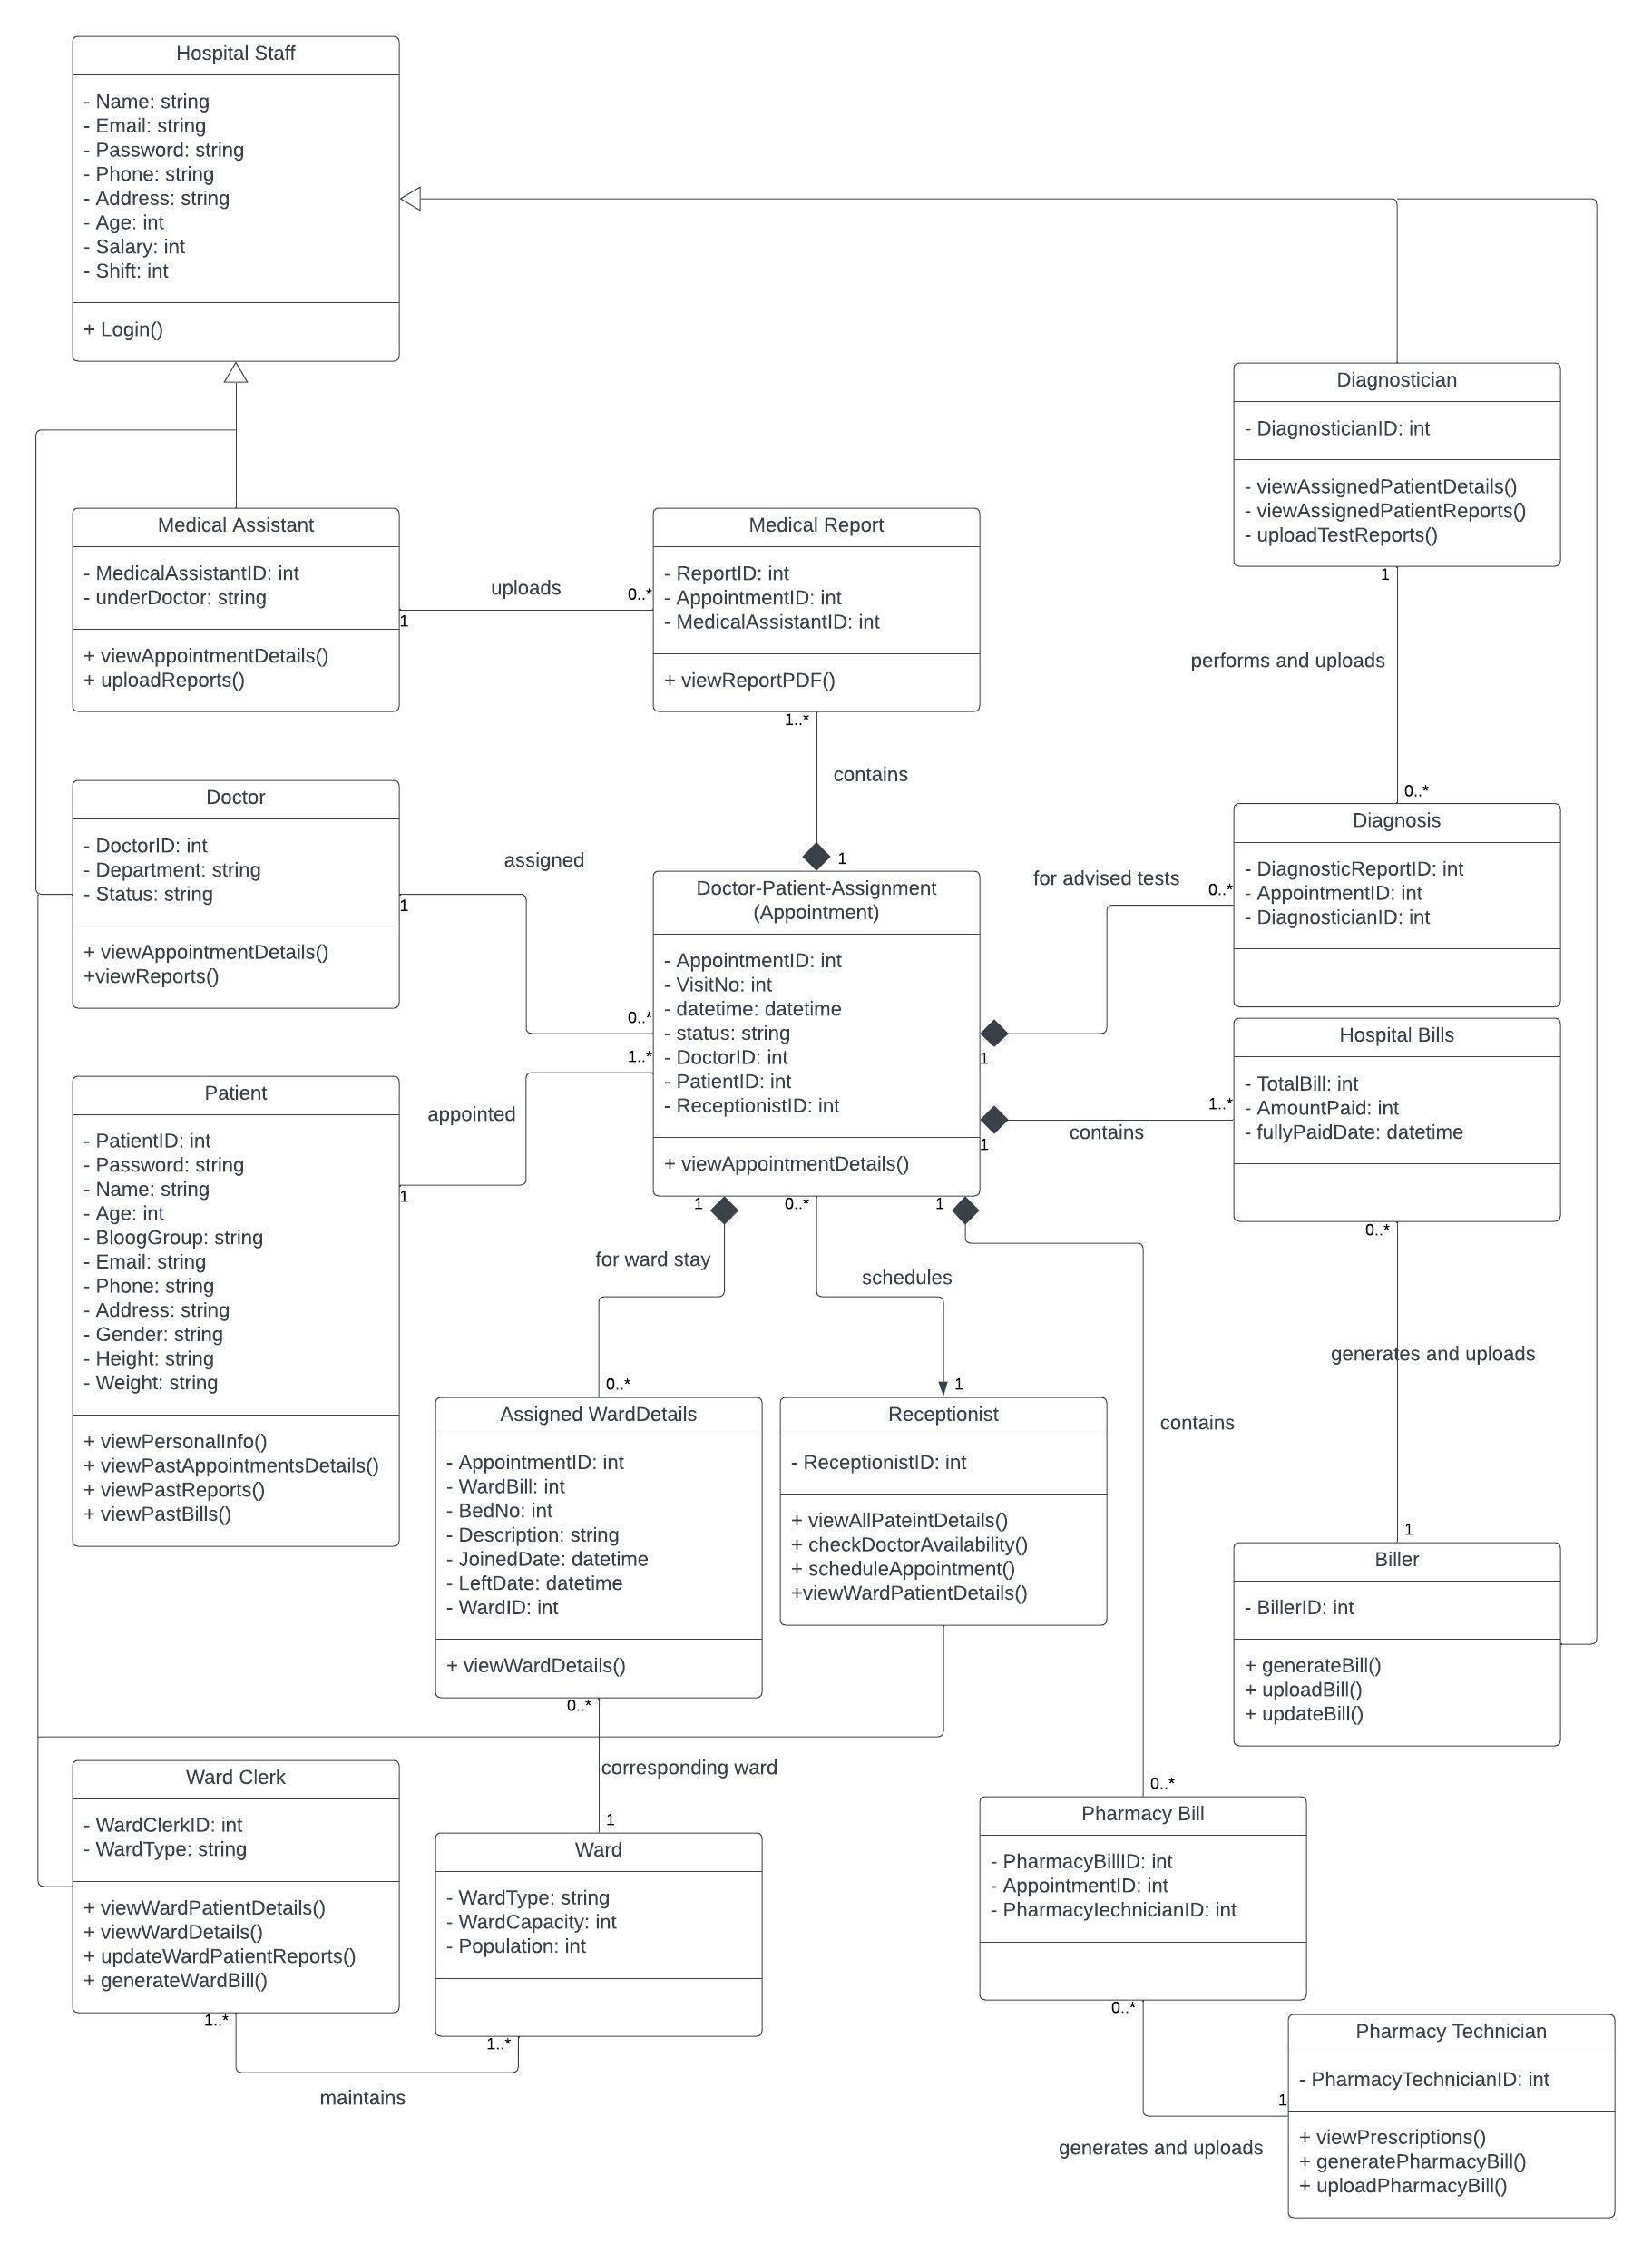 Hospital Staff
- Name: string
- Email: string
- Password: string
- Phone: string
- Address: string
- Age: int
- Salary: int
- Shift: int
+ Login()
Diagnostician
- DiagnosticianID: int
- viewAssignedPatientDetails()
- viewAssignedPatientReports()
- uploadTestReports()
1
performs and uploads
0..*
Medical Assistant
- MedicalAssistantID: int
- underDoctor: string
+ viewAppointmentDetails()
+ uploadReports()
1
uploads
0..*
Medical Report
- ReportID: int
- AppointmentID: int
- MedicalAssistantID: int
+ viewReportPDF()
1..*
contains
1
Doctor
- DoctorID: int
- Department: string
- Status: string
+ viewAppointmentDetails()
+viewReports()
1
assigned
0..*
Doctor-Patient-Assignment
(Appointment)
- AppointmentID: int
- VisitNo: int
- datetime: datetime
- status: string
- DoctorID: int
- PatientID: int
- ReceptionistID: int
+ viewAppointmentDetails()
for advised tests
0..*
1
Diagnosis
- DiagnosticReportID: int
- AppointmentID: int
- DiagnosticianID: int
Hospital Bills
- TotalBill: int
- AmountPaid: int
- fullyPaidDate: datetime
1..*
contains
1
0..*
generates and uploads
1
Patient
- PatientID: int
- Password: string
- Name: string
- Age: int
- BloogGroup: string
- Email: string
- Phone: string
- Address: string
- Gender: string
- Height: string
- Weight: string
+ viewPersonalInfo()
+ viewPastAppointmentsDetails()
+ viewPastReports()
+ viewPastBills()
1..*
appointed
1
1
for ward stay
0..*
0..*
schedules
1
1
contains
0..*
Assigned WardDetails
- AppointmentID: int
- WardBill: int
- BedNo: int
- Description: string
- JoinedDate: datetime
- LeftDate: datetime
- WardID: int
+ viewWardDetails()
0..*
corresponding ward
1
Receptionist
- ReceptionistID: int
+ viewAllPateintDetails()
+ checkDoctorAvailability()
+ scheduleAppointment()
+viewWardPatientDetails()
Biller
- BillerID: int
+ generateBill()
+ uploadBill()
+ updateBill()
Ward Clerk
- WardClerkID: int
- WardType: string
+ viewWardPatientDetails()
+ viewWardDetails()
+ updateWardPatientReports()
+ generateWardBill()
1..*
maintains
1..*
Ward
- WardType: string
- WardCapacity: int
- Population: int
Pharmacy Bill
- PharmacyBillID: int
- AppointmentID: int
- PharmacyIechnicianID: int
0..*
generates and uploads
1
Pharmacy Technician
- PharmacyTechnicianID: int
+ viewPrescriptions()
+ generatePharmacyBill()
+ uploadPharmacyBill()